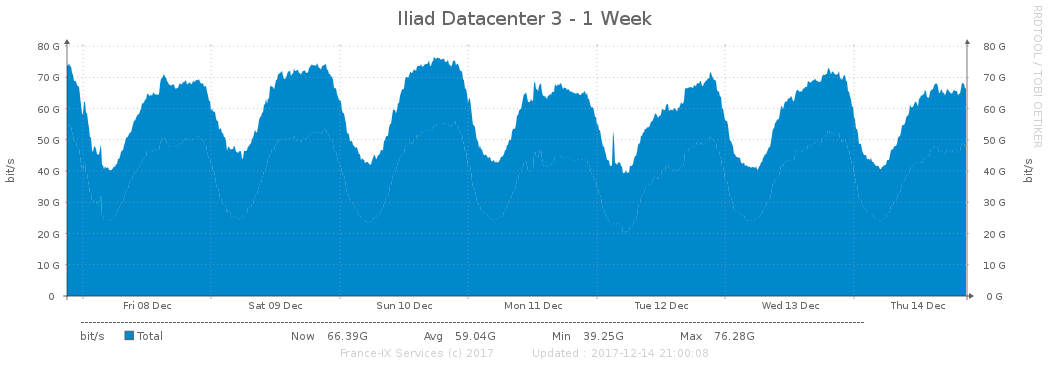 Iliad Datacenter 3 - 1 Week
RRDTOOL / TOBI OETIKER
bit/s
80 G
70 G
60 G
50 G
40 G
30 G
20 G
10 G
0
80 G
70 G
60 G
50 G
40 G
30 G
20 G
10 G
0 G
bit/s
Fri 08 Dec Sat 09 Dec Sun 10 Dec Mon 11 Dec Tue 12 Dec Wed 13 Dec Thu 14 Dec
bit/s Total Now 66.39G Avg 59.04G Min 39.25G Max 76.28G
France-IX Services (c) 2017 Updated : 2017-12-14 21:00:08